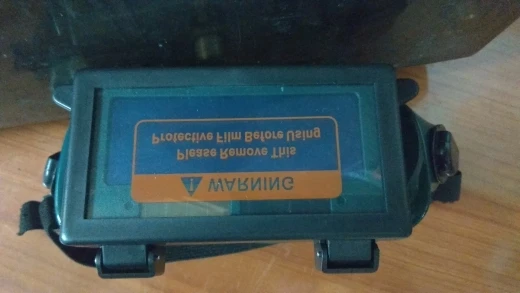 WARNING
Please Remove This
Protective Film Before Using